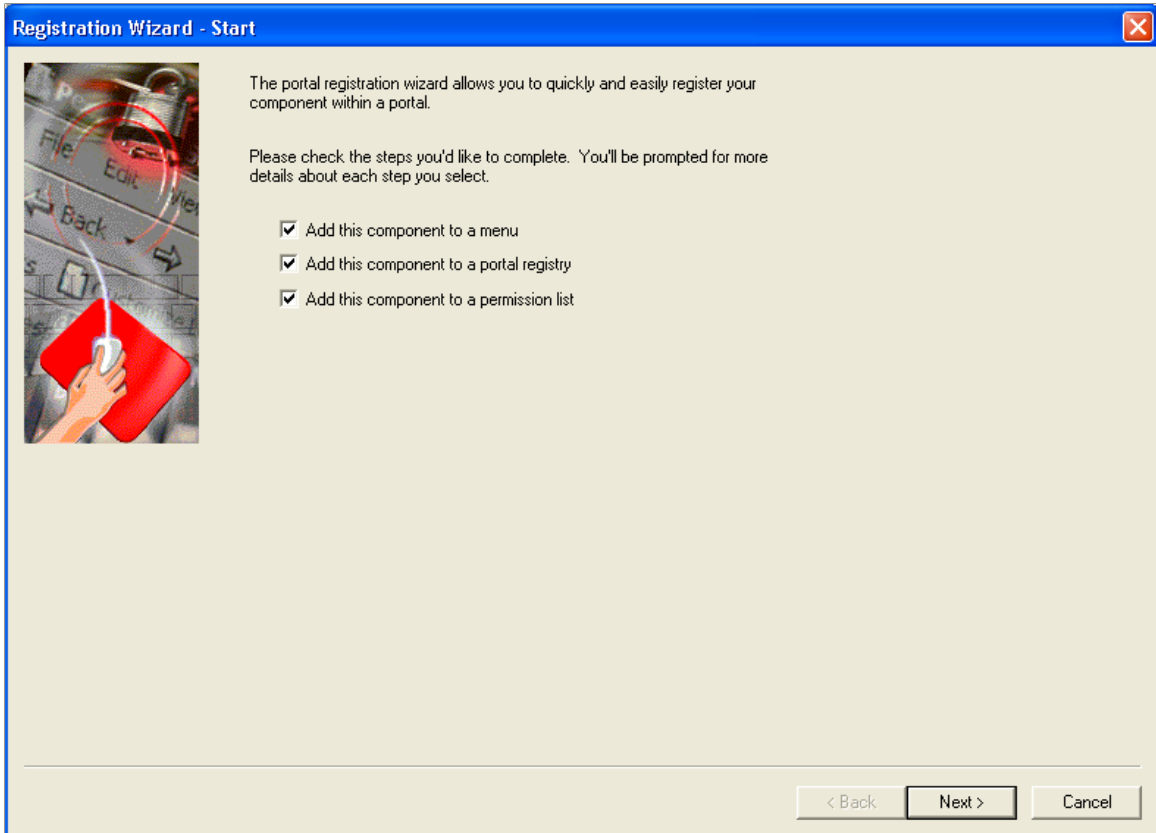 Registration Wizard - Start
The portal registration wizard allows you to quickly and easily register your
component within a portal.
Please check the steps you'd like to complete.  You'll be prompted for more
details about each step you select.
Add this component to a menu
Add this component to a portal registry
Add this component to a permission list
File
Edit
View
Back
Customize
< Back
Next >
Cancel